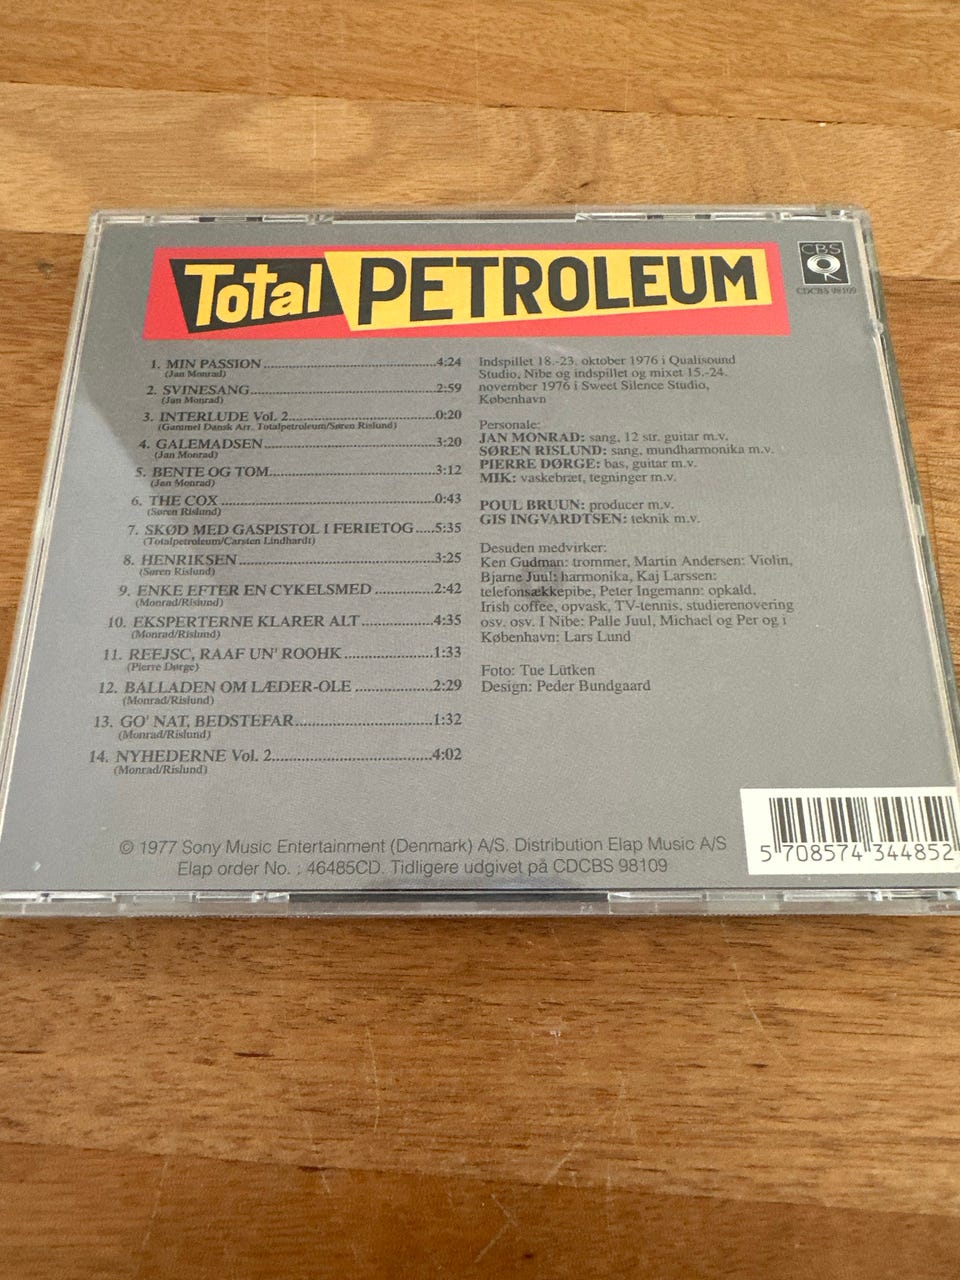 Total PETROLEUM
CBS
CDCBS 98109
1. MIN PASSION ........ 4:24
(Jan Monrad)
2. SVINESANG ........ 2:59
(Jan Monrad)
3. INTERLUDE Vol. 2 ........ 0:20
(Gammel Dansk Arr. Totalpetroleum/Søren Rislund)
4. GALEMADSEN ........ 3:20
(Jan Monrad)
5. BENTE OG TOM ........ 3:12
(Jan Monrad)
6. THE COX ........ 0:43
(Søren Rislund)
7. SKØD MED GASPISTOL I FERIETOG ..... 5:35
(Totalpetroleum/Carsten Lindhardt)
8. HENRIKSEN ........ 3:25
(Søren Rislund)
9. ENKE EFTER EN CYKELSMED ........ 2:42
(Monrad/Rislund)
10. EKSPERTERNE KLARER ALT ........ 4:35
(Monrad/Rislund)
11. REEJSC, RAAF UN' ROOHK ........ 1:33
(Pierre Dørge)
12. BALLADEN OM LÆDER-OLE ........ 2:29
(Monrad/Rislund)
13. GO' NAT, BEDSTEFAR ........ 1:32
(Monrad/Rislund)
14. NYHEDERNE Vol. 2 ........ 4:02
(Monrad/Rislund)
Indspillet 18.-23. oktober 1976 i Qualisound
Studio, Nibe og indspillet og mixet 15.-24.
november 1976 i Sweet Silence Studio,
København
Personale:
JAN MONRAD: sang, 12 str. guitar m.v.
SØREN RISLUND: sang, mundharmonika m.v.
PIERRE DØRGE: bas, guitar m.v.
MIK: vaskebræt, tegninger m.v.
POUL BRUUN: producer m.v.
GIS INGVARDTSEN: teknik m.v.
Desuden medvirker:
Ken Gudman: trommer, Martin Andersen: Violin,
Bjarne Juul: harmonika, Kaj Larssen:
telefonsækkepibe, Peter Ingemann: opkald,
Irish coffee, opvask, TV-tennis, studierenovering
osv. osv. I Nibe: Palle Juul, Michael og Per og i
København: Lars Lund
Foto: Tue Lütken
Design: Peder Bundgaard
© 1977 Sony Music Entertainment (Denmark) A/S. Distribution Elap Music A/S
Elap order No. : 46485CD. Tidligere udgivet på CDCBS 98109
5 708574 344852